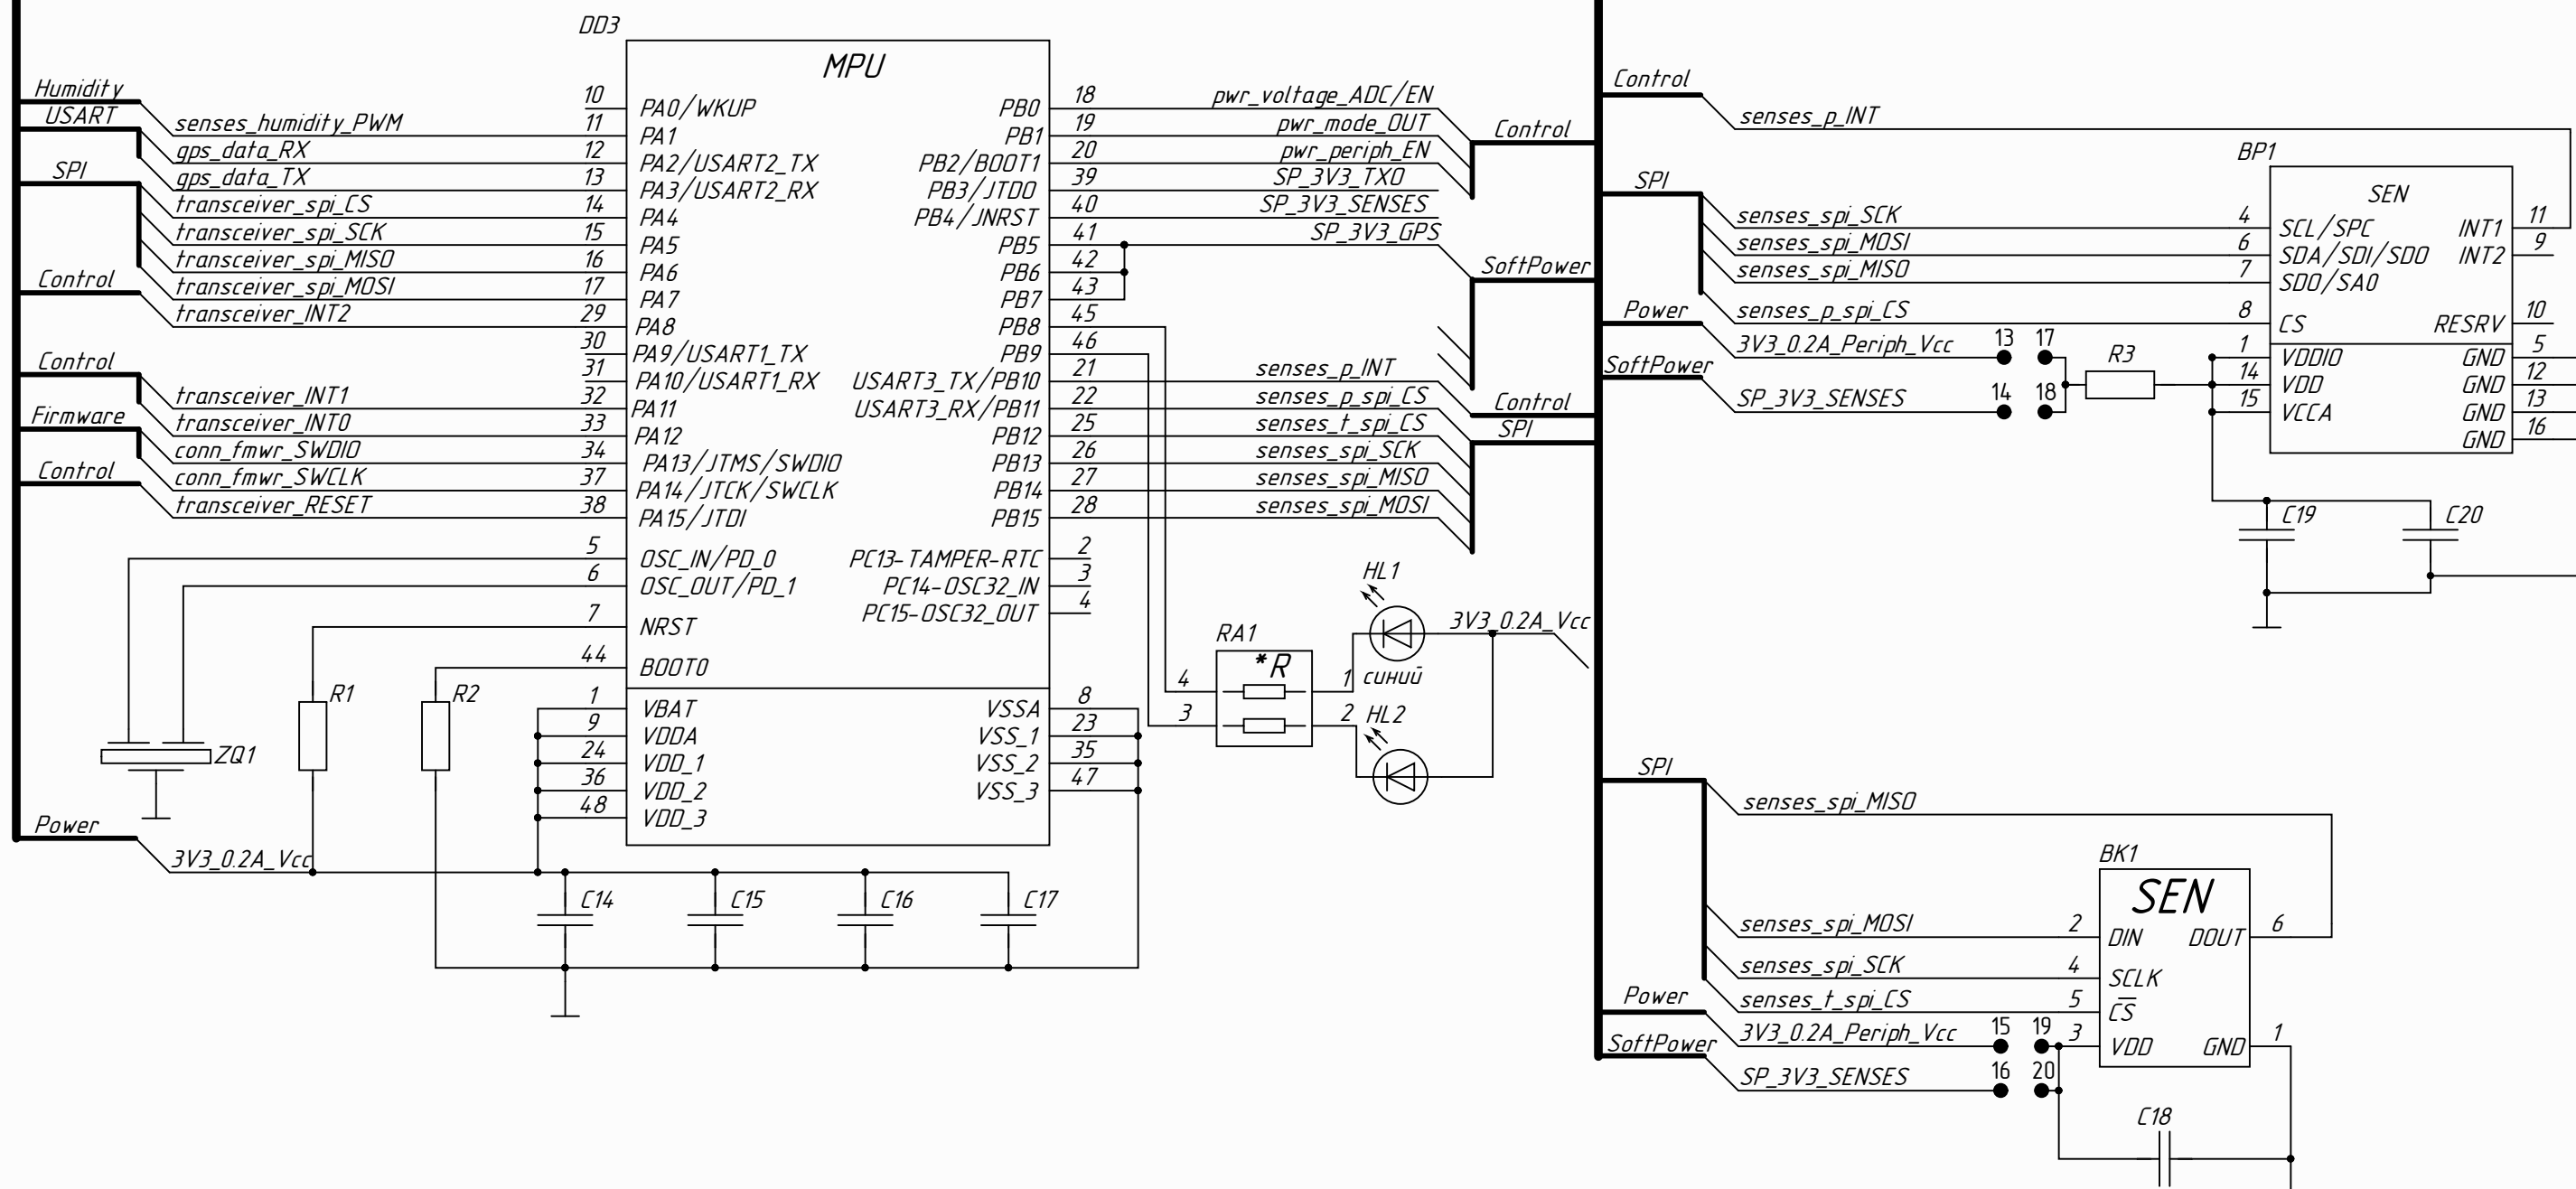 DD3
MPU
Humidity
USART
SPI
Control
Control
Firmware
Control
Power
senses_humidity_PWM
gps_data_RX
gps_data_TX
transceiver_spi_CS
transceiver_spi_SCK
transceiver_spi_MISO
transceiver_spi_MOSI
transceiver_INT2
transceiver_INT1
transceiver_INT0
conn_fmwr_SWDIO
conn_fmwr_SWCLK
transceiver_RESET
10 PA0/WKUP
11 PA1
12 PA2/USART2_TX
13 PA3/USART2_RX
14 PA4
15 PA5
16 PA6
17 PA7
29 PA8
30 PA9/USART1_TX
31 PA10/USART1_RX
32 PA11
33 PA12
34 PA13/JTMS/SWDIO
37 PA14/JTCK/SWCLK
38 PA15/JTDI
5 OSC_IN/PD_0
6 OSC_OUT/PD_1
7 NRST
44 BOOT0
1 VBAT
9 VDDA
24 VDD_1
36 VDD_2
48 VDD_3
PB0 18 pwr_voltage_ADC/EN
PB1 19 pwr_mode_OUT
PB2/BOOT1 20 pwr_periph_EN
PB3/JTDO 39 SP_3V3_TXO
PB4/JNRST 40 SP_3V3_SENSES
PB5 41 SP_3V3_GPS
PB6 42
PB7 43
PB8 45
PB9 46
USART3_TX/PB10 21 senses_p_INT
USART3_RX/PB11 22 senses_p_spi_CS
PB12 25 senses_t_spi_CS
PB13 26 senses_spi_SCK
PB14 27 senses_spi_MISO
PB15 28 senses_spi_MOSI
PC13-TAMPER-RTC 2
PC14-OSC32_IN 3
PC15-OSC32_OUT 4
VSSA 8
VSS_1 23
VSS_2 35
VSS_3 47
Control
SoftPower
Control
SPI
R1
R2
ZQ1
3V3_0.2A_Vcc
C14
C15
C16
C17
RA1
*R
4
3
1
2
HL1
синий
HL2
3V3_0.2A_Vcc
Control
senses_p_INT
SPI
senses_spi_SCK
senses_spi_MOSI
senses_spi_MISO
senses_p_spi_CS
Power
3V3_0.2A_Periph_Vcc
SoftPower
SP_3V3_SENSES
13 17
14 18
R3
BP1
SEN
4 SCL/SPC
6 SDA/SDI/SDO
7 SDO/SA0
8 CS
1 VDDIO
14 VDD
15 VCCA
INT1 11
INT2 9
RESRV 10
GND 5
GND 12
GND 13
GND 16
C19
C20
SPI
senses_spi_MISO
senses_spi_MOSI
senses_spi_SCK
senses_t_spi_CS
Power
3V3_0.2A_Periph_Vcc
SoftPower
SP_3V3_SENSES
15 19
16 20
BK1
SEN
2 DIN
4 SCLK
5 CS
3 VDD
DOUT 6
GND 1
C18